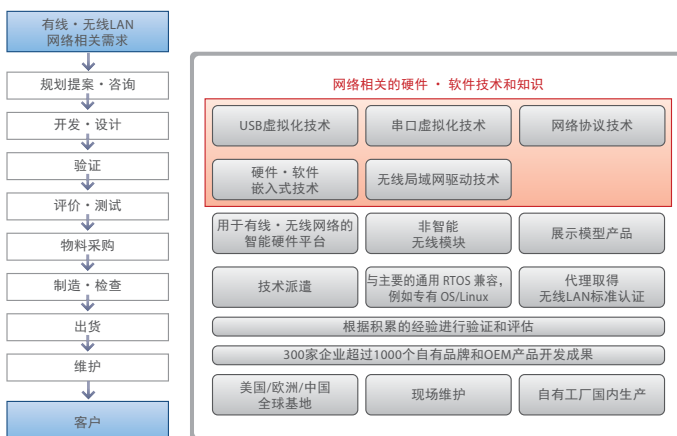 有线・无线LAN
网络相关需求
规划提案・咨询
开发・设计
验证
评价・测试
物料采购
制造・检查
出货
维护
客户
网络相关的硬件 · 软件技术和知识
USB虚拟化技术
串口虚拟化技术
网络协议技术
硬件・软件
嵌入式技术
无线局域网驱动技术
用于有线・无线网络的
智能硬件平台
非智能
无线模块
展示模型产品
技术派遣
与主要的通用 RTOS 兼容，
例如专有 OS/Linux
代理取得
无线LAN标准认证
根据积累的经验进行验证和评估
300家企业超过1000个自有品牌和OEM产品开发成果
美国/欧洲/中国
全球基地
现场维护
自有工厂国内生产